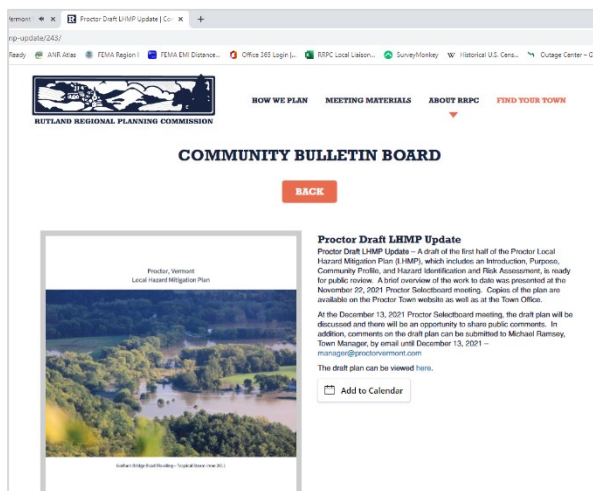 Proctor Draft LHMP Update | Cor
np-update/243/
Ready
ANR Atlas
FEMA Region I
FEMA EMI Distance...
Office 365 Login |...
RRPC Local Liaison...
SurveyMonkey
Historical U.S. Cens...
Outage Center – G
RUTLAND REGIONAL PLANNING COMMISSION
HOW WE PLAN
MEETING MATERIALS
ABOUT RRPC
FIND YOUR TOWN
COMMUNITY BULLETIN BOARD
BACK
Proctor, Vermont
Local Hazard Mitigation Plan
Proctor Draft LHMP Update
Proctor Draft LHMP Update – A draft of the first half of the Proctor Local
Hazard Mitigation Plan (LHMP), which includes an Introduction, Purpose,
Community Profile, and Hazard Identification and Risk Assessment, is ready
for public review. A brief overview of the work to date was presented at the
November 22, 2021 Proctor Selectboard meeting. Copies of the plan are
available on the Proctor Town website as well as at the Town Office.
At the December 13, 2021 Proctor Selectboard meeting, the draft plan will be
discussed and there will be an opportunity to share public comments. In
addition, comments on the draft plan can be submitted to Michael Ramsey,
Town Manager, by email until December 13, 2021 –
manager@proctorvermont.com
The draft plan can be viewed here.
Add to Calendar